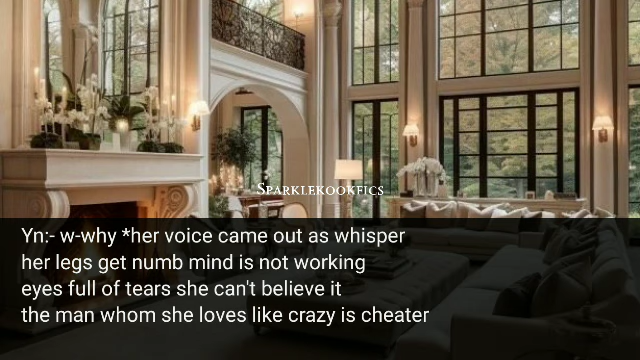 Sparklekookfics
Yn:- w-why *her voice came out as whisper
her legs get numb mind is not working
eyes full of tears she can't believe it
the man whom she loves like crazy is cheater